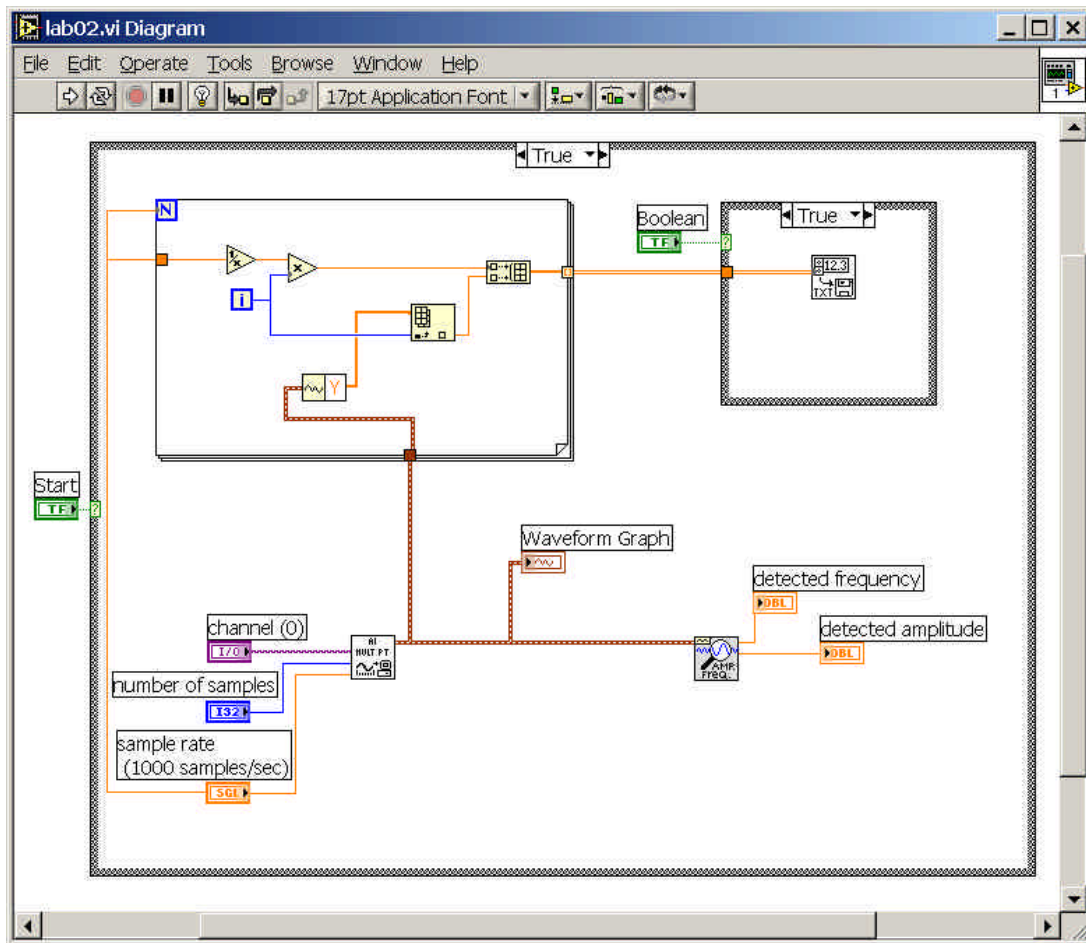 lab02.vi Diagram
File Edit Operate Tools Browse Window Help
17pt Application Font
1
True
N
Boolean
True
TF
?
1/x
x
12.3
TXT
i
Y
Start
TF
?
Waveform Graph
detected frequency
DBL
channel (0)
detected amplitude
AI
MULT PT
I/O
DBL
AMP
FREQ.
number of samples
I32
sample rate
(1000 samples/sec)
SGL